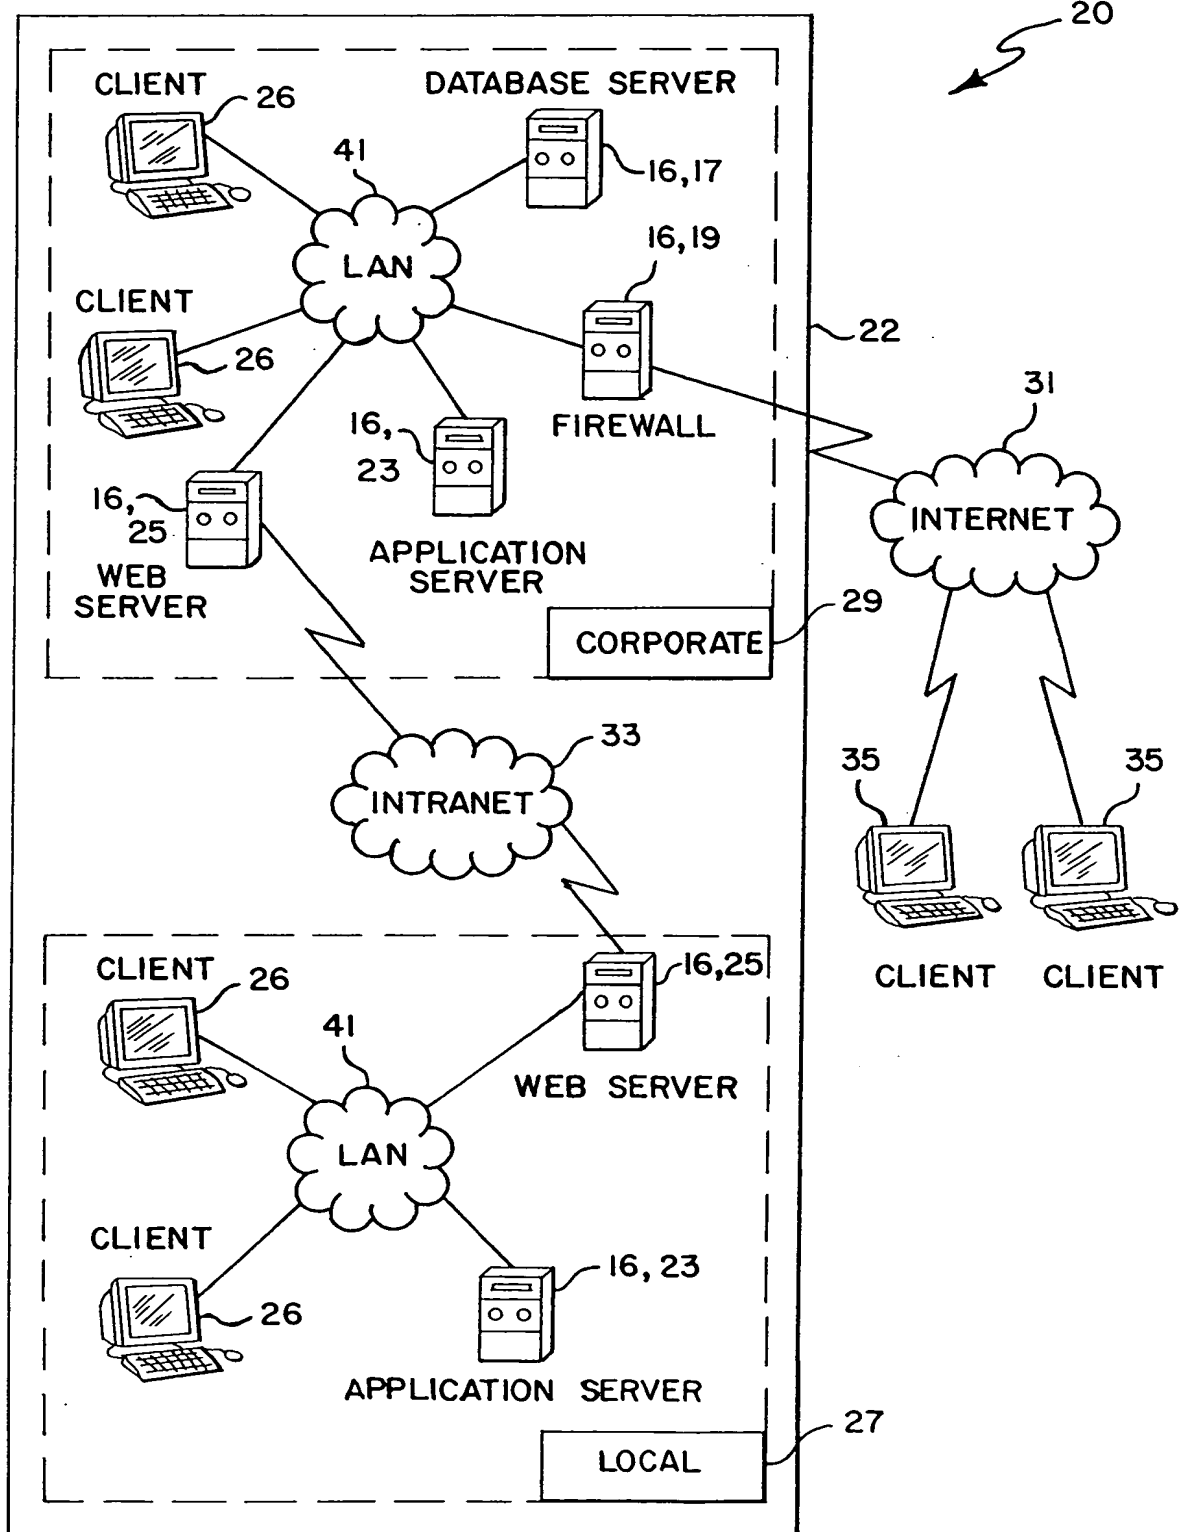 20
CLIENT
26
DATABASE SERVER
16,17
41
LAN
16,19
CLIENT
26
22
FIREWALL
31
INTERNET
16,
23
APPLICATION
SERVER
16,
25
WEB
SERVER
CORPORATE
29
33
INTRANET
35
35
CLIENT
CLIENT
CLIENT
26
16,25
WEB SERVER
41
LAN
CLIENT
26
16,23
APPLICATION SERVER
LOCAL
27